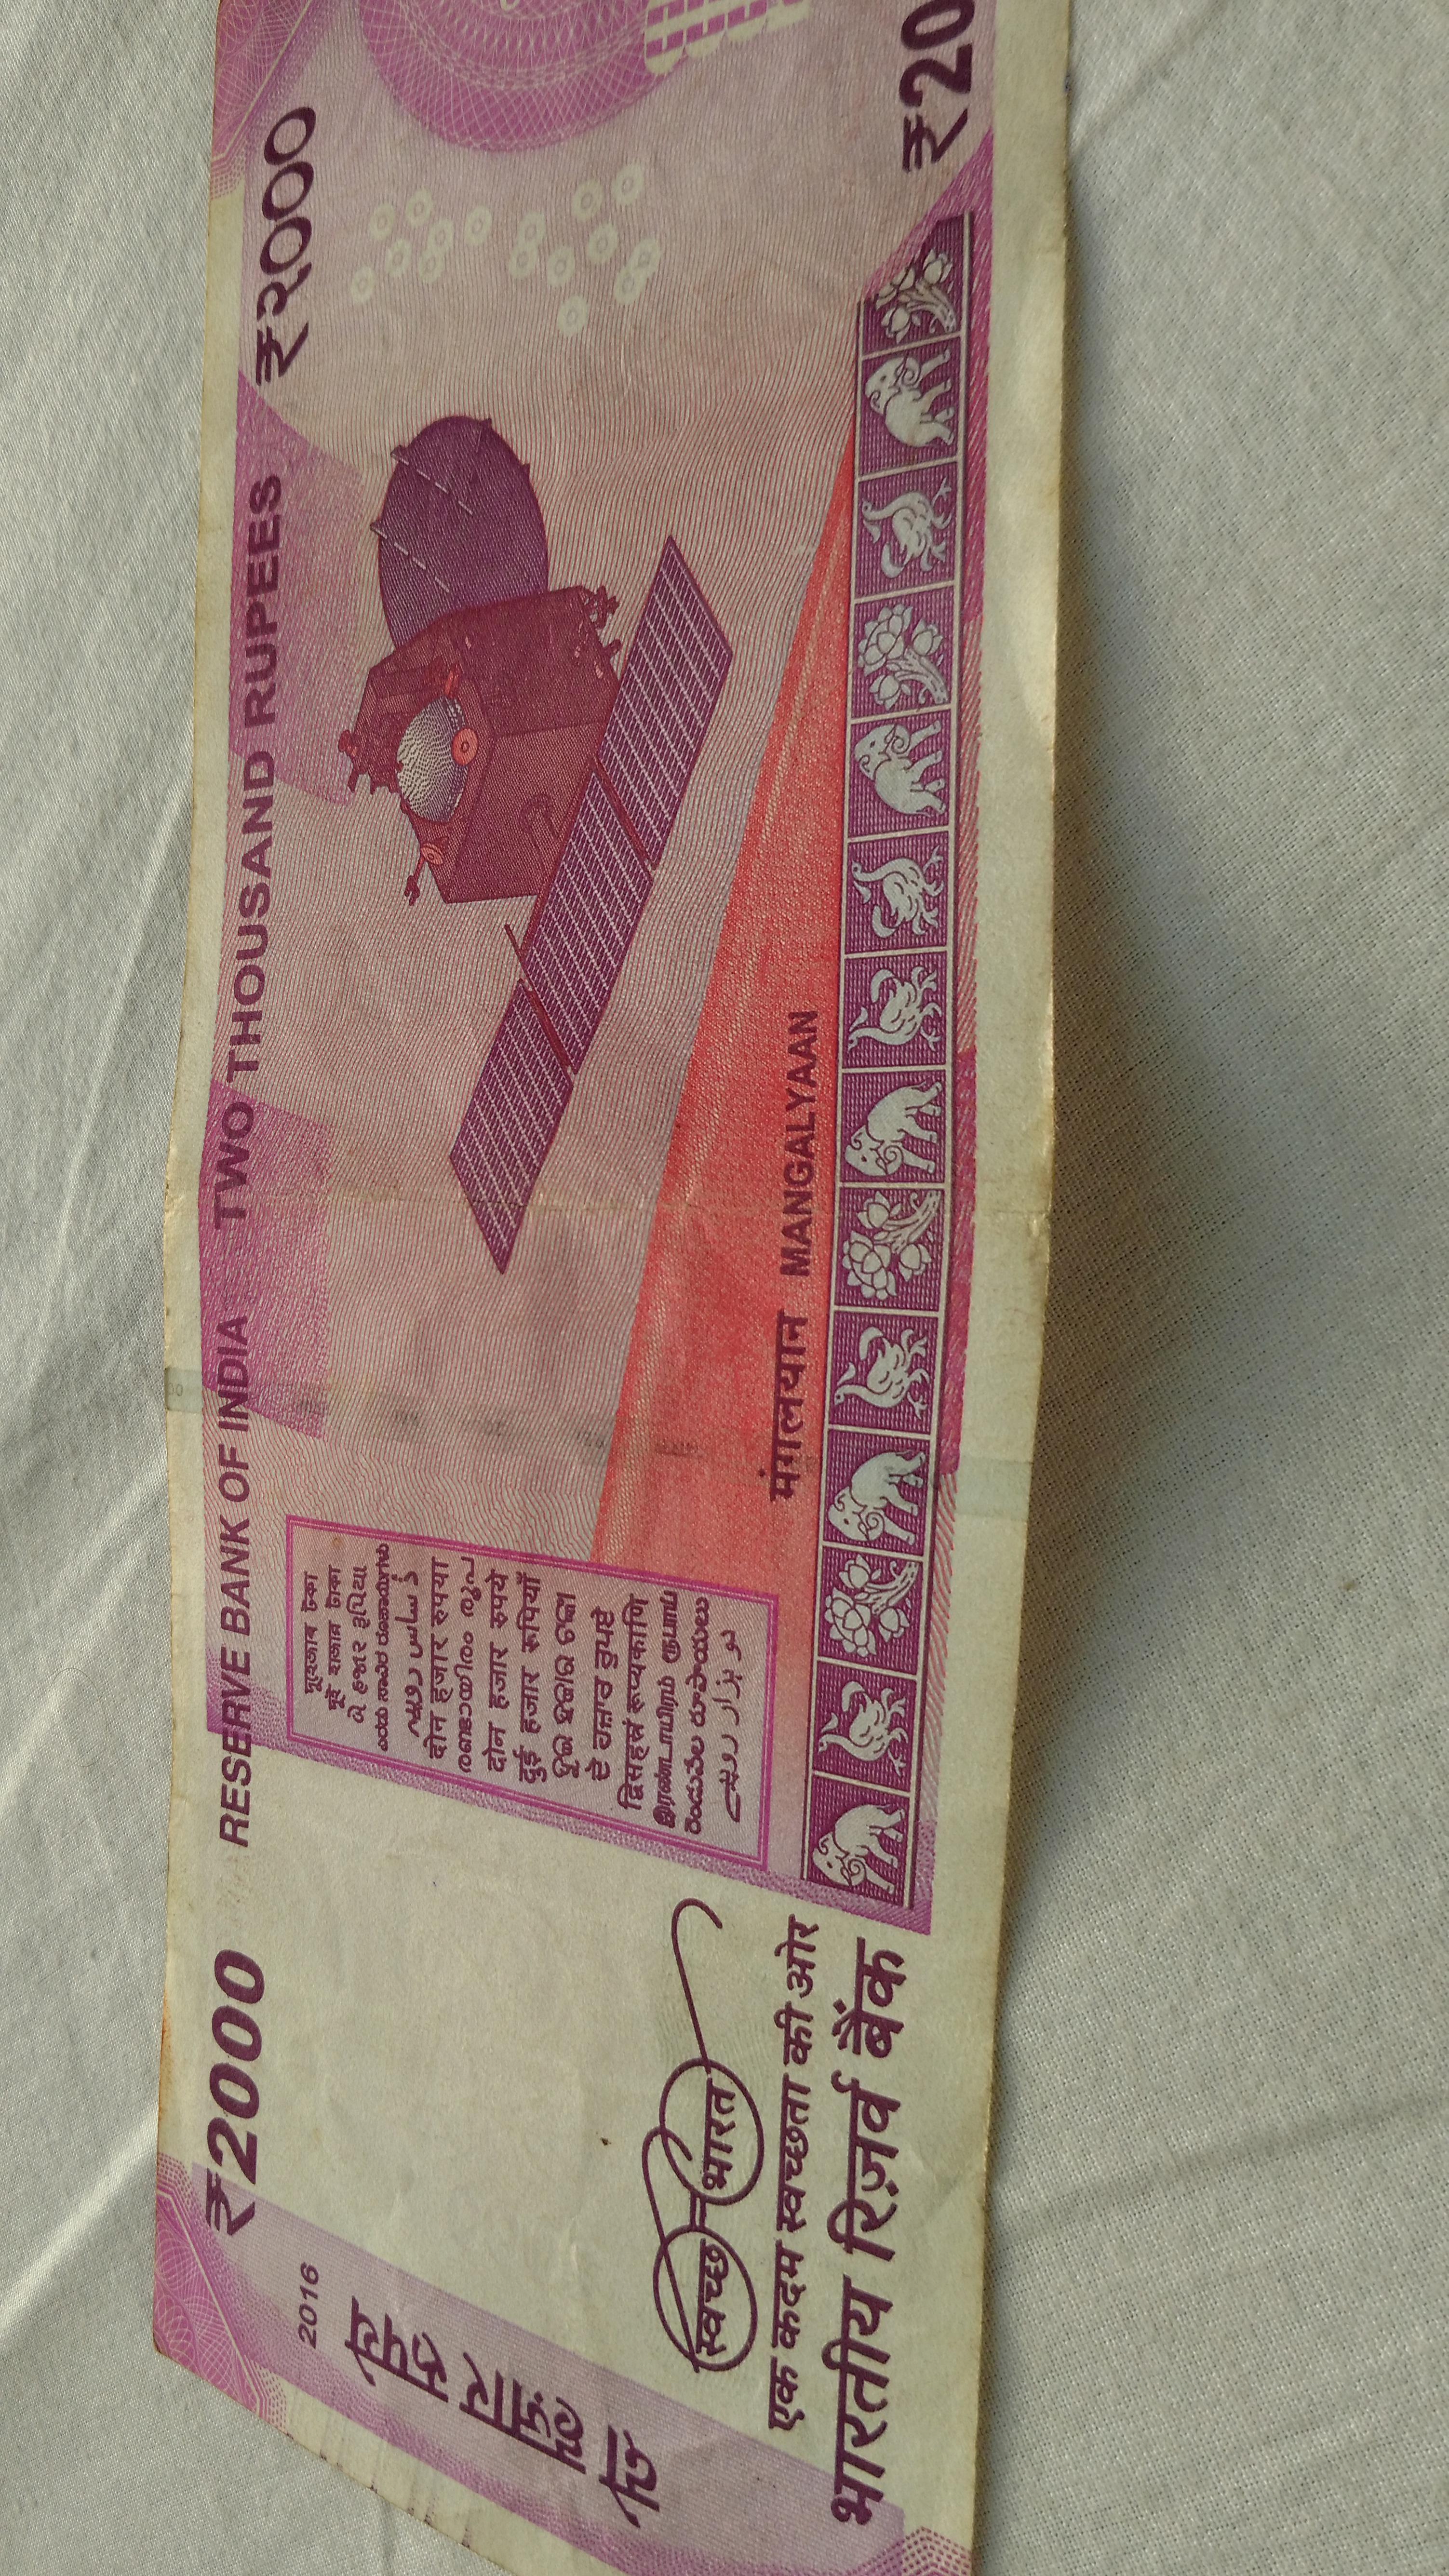 ₹2000 RESERVE BANK OF INDIA TWO THOUSAND RUPEES ₹२०००
2016
दो हज़ार रुपये
দুহেজাৰ টকা
দুই হাজার টাকা
બે હજાર રૂપિયા
ಎರಡು ಸಾವಿರ ರೂಪಾಯಿಗಳು
दोन हजार रुपया
രണ്ടായിരം രൂപ
दोन हजार रुपये
दुई हजार रुपियाँ
ଦୁଇ ହଜାର ଟଙ୍କା
ਦੋ ਹਜ਼ਾਰ ਰੁਪਏ
द्विसहस्रं रूप्यकाणि
இரண்டாயிரம் ரூபாய்
రెండువేల రూపాయలు
دو ہزار روپیے
मंगलयान MANGALYAAN
स्वच्छ भारत
एक कदम स्वच्छता की ओर
भारतीय रिज़र्व बैंक
₹20